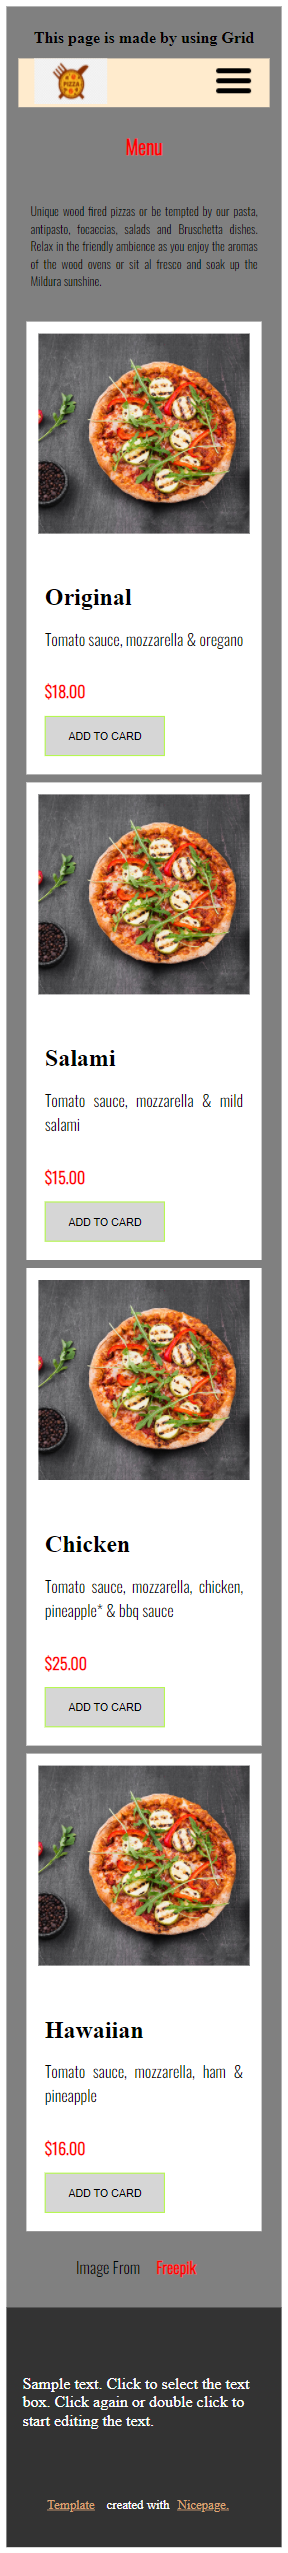 This page is made by using Grid
PIZZA
Menu
Unique wood fired pizzas or be tempted by our pasta,
antipasto, focaccias, salads and Bruschetta dishes.
Relax in the friendly ambience as you enjoy the aromas
of the wood ovens or sit al fresco and soak up the
Mildura sunshine.
Original
Tomato sauce, mozzarella & oregano
$18.00
ADD TO CARD
Salami
Tomato sauce, mozzarella & mild
salami
$15.00
ADD TO CARD
Chicken
Tomato sauce, mozzarella, chicken,
pineapple* & bbq sauce
$25.00
ADD TO CARD
Hawaiian
Tomato sauce, mozzarella, ham &
pineapple
$16.00
ADD TO CARD
Image From Freepik
Sample text. Click to select the text
box. Click again or double click to
start editing the text.
Template created with Nicepage.